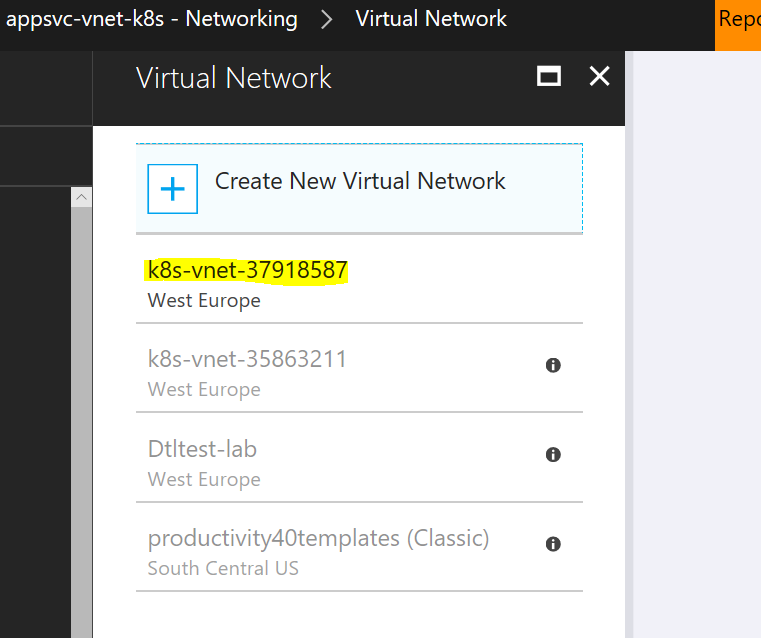 appsvc-vnet-k8s - Networking > Virtual Network
Virtual Network
Create New Virtual Network
k8s-vnet-37918587
West Europe
k8s-vnet-35863211
West Europe
Dtltest-lab
West Europe
productivity40templates (Classic)
South Central US